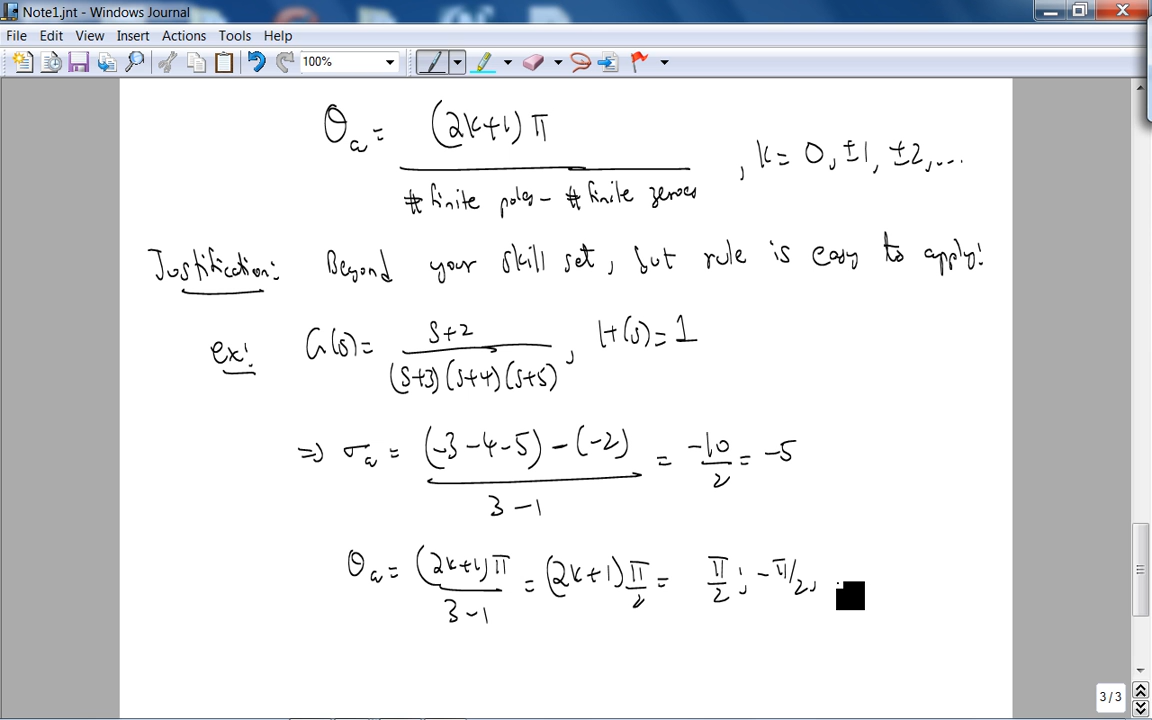 Note1.jnt - Windows Journal
File Edit View Insert Actions Tools Help
100%
θa = (2k+1)π / # finite poles - # finite zeroes , k = 0, ±1, ±2, ...
Justification: Beyond your skill set, but rule is easy to apply!
ex: G(s) = s+2 / (s+3)(s+4)(s+5) , H(s) = 1
=> σa = (-3-4-5) - (-2) / 3-1 = -10/2 = -5
θa = (2k+1)π / 3-1 = (2k+1) π/2 = π/2 ; -π/2,
3/3